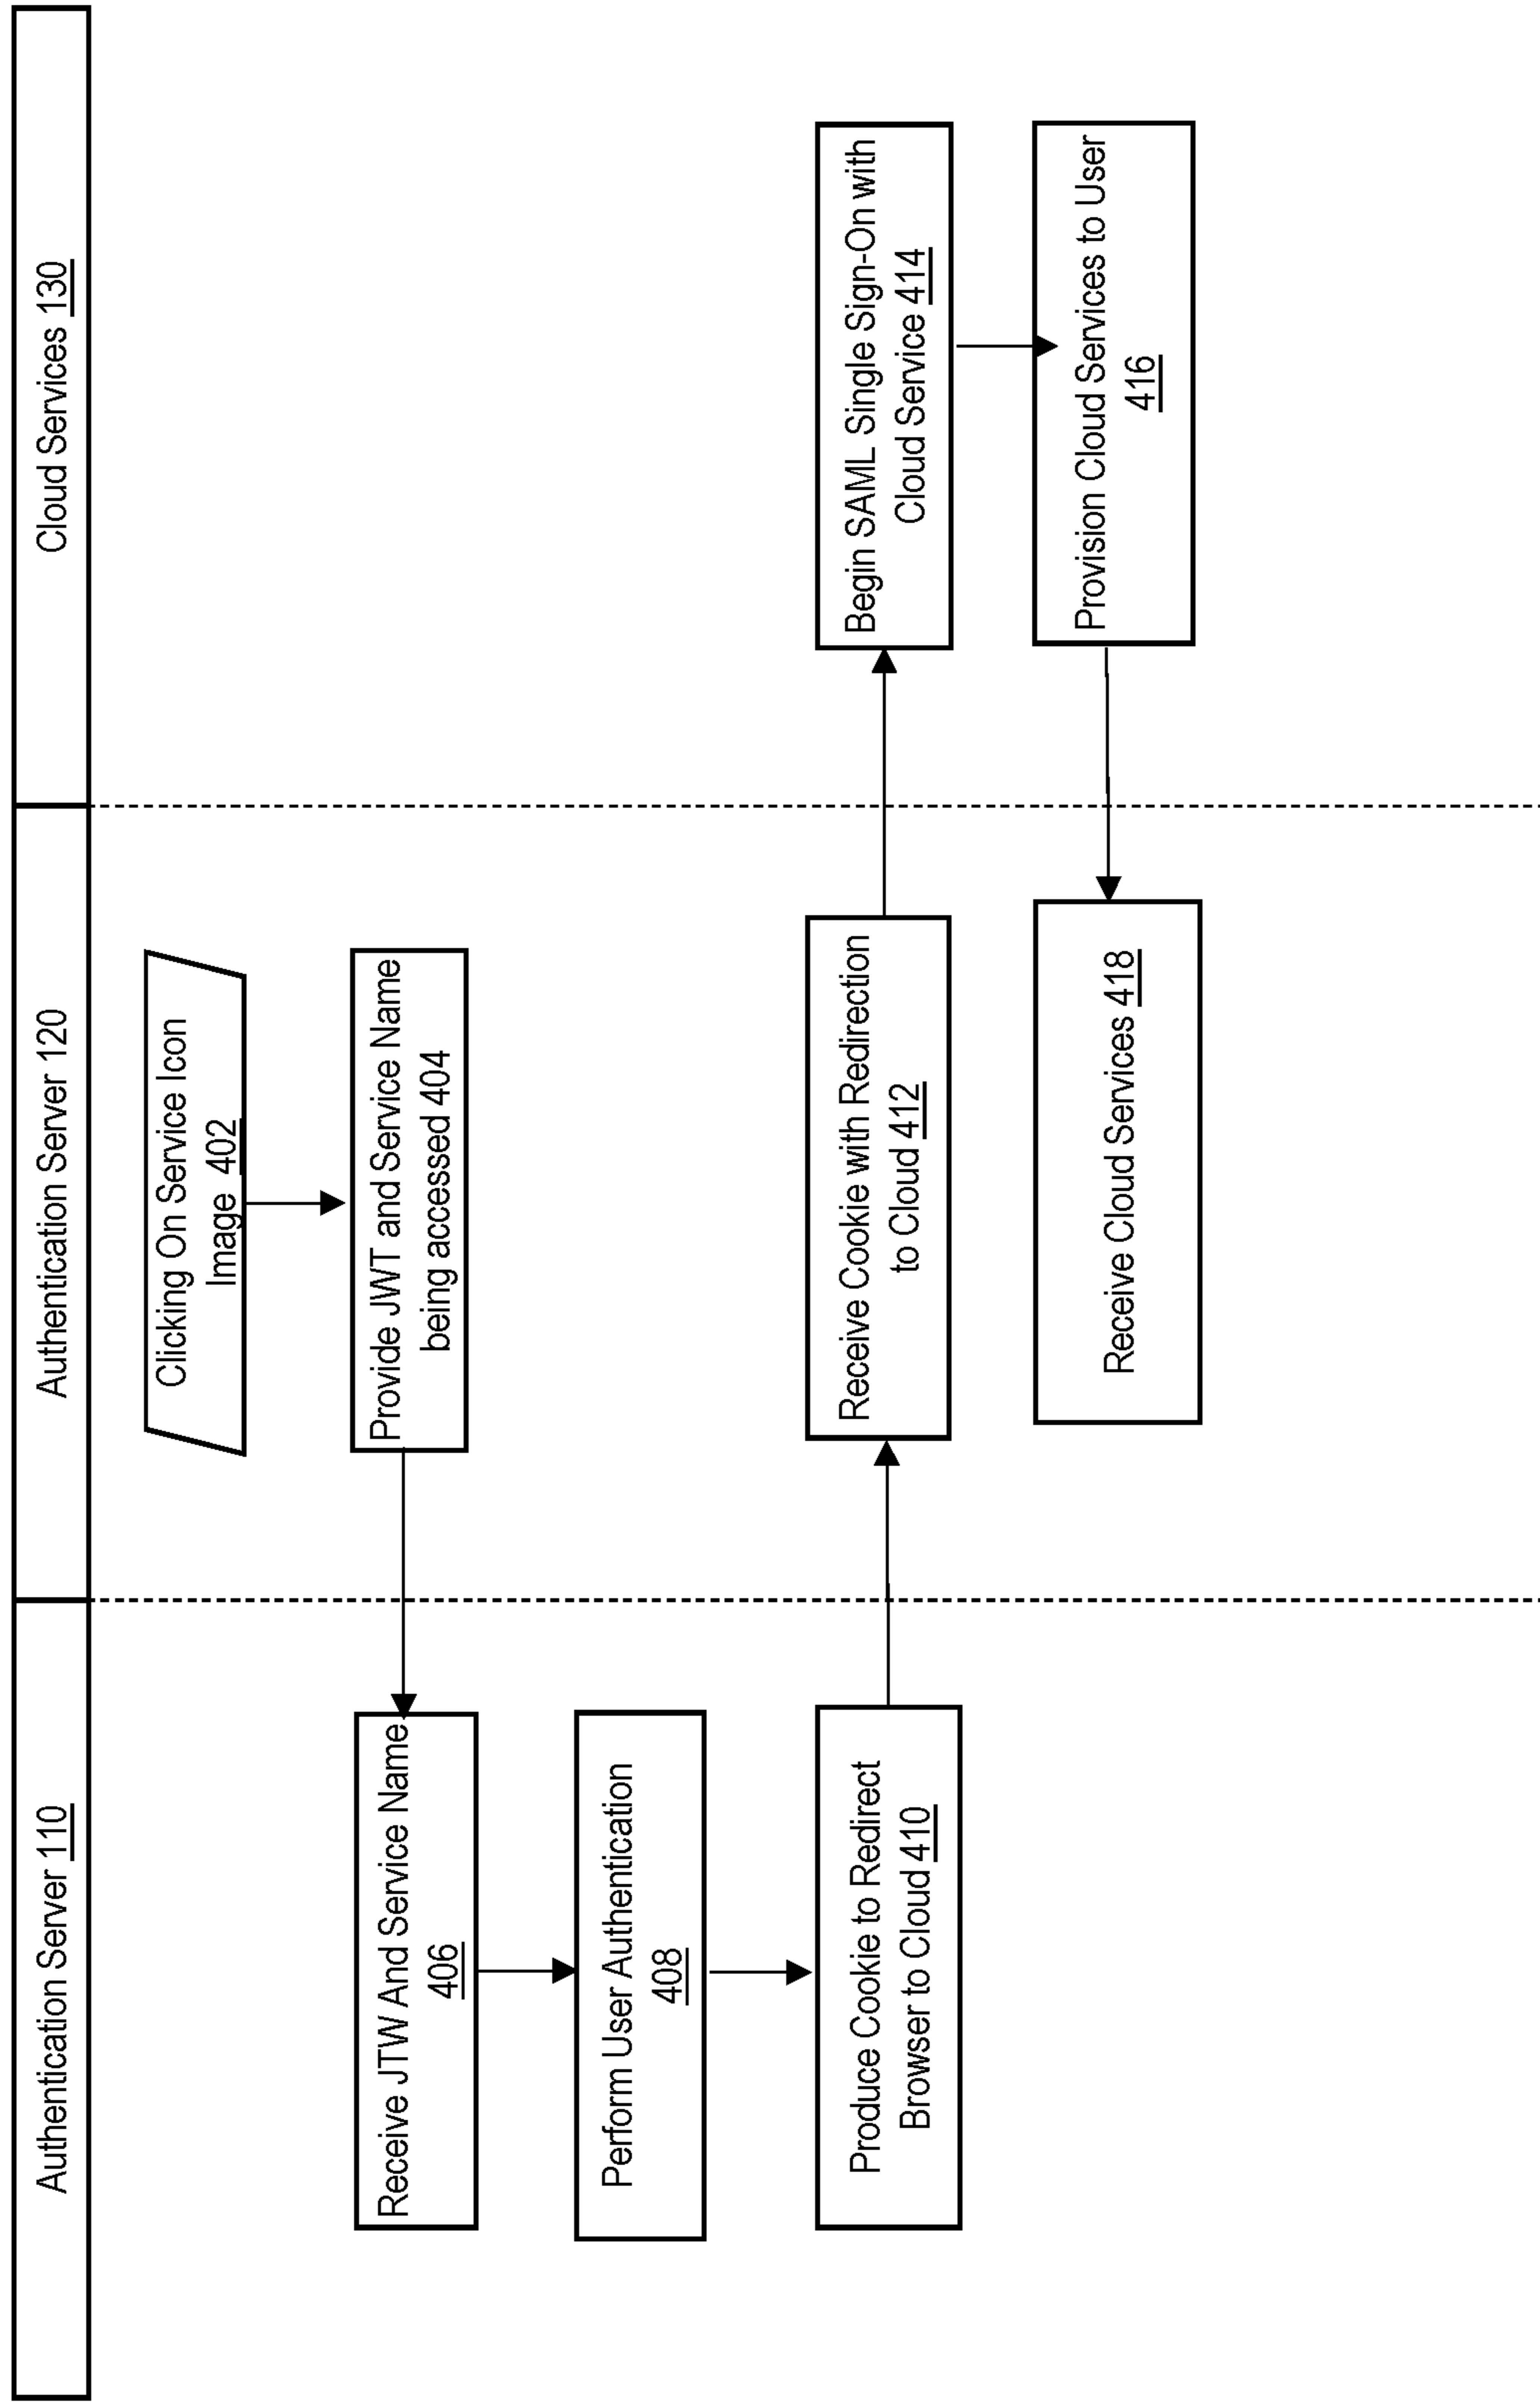 Authentication Server 110
Authentication Server 120
Cloud Services 130
Clicking On Service Icon
Image 402
Provide JWT and Service Name
being accessed 404
Receive JTW And Service Name
406
Perform User Authentication
408
Produce Cookie to Redirect
Browser to Cloud 410
Receive Cookie with Redirection
to Cloud 412
Begin SAML Single Sign-On with
Cloud Service 414
Provision Cloud Services to User
416
Receive Cloud Services 418